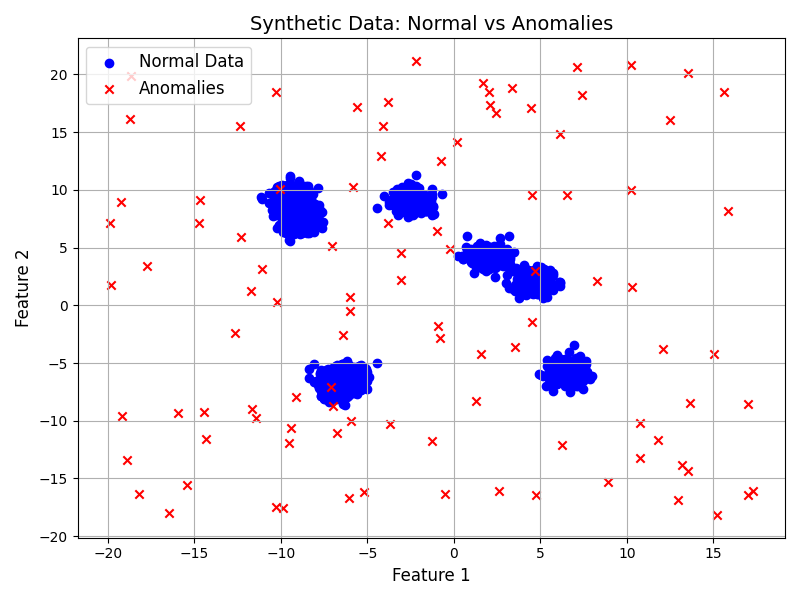 Synthetic Data: Normal vs Anomalies
Normal Data
Anomalies
20
15
10
5
0
−5
−10
−15
−20
Feature 2
−20 −15 −10 −5 0 5 10 15
Feature 1